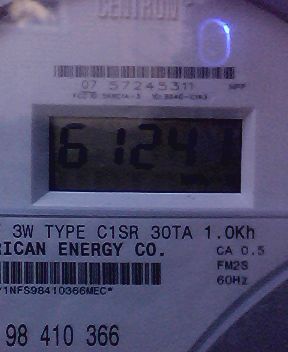 CENTRON
07 57245311
61241
3W TYPE C1SR 30TA 1.0Kh
RICAN ENERGY CO.
CA 0.5
FM2S
60Hz
1NFS98410366MEC*
98 410 366